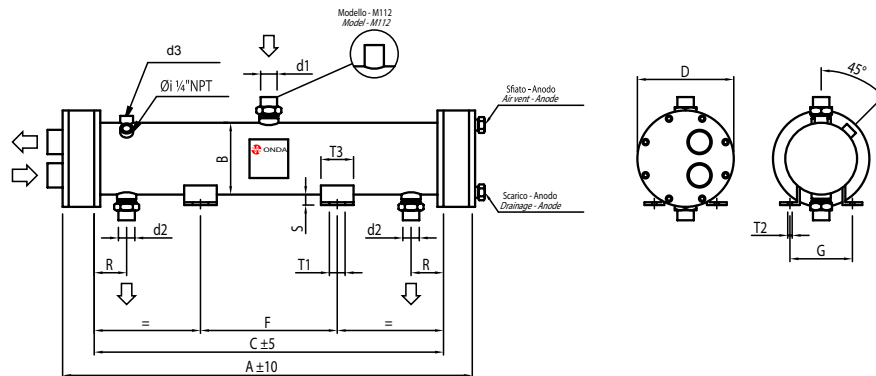 Modello - M112
Model - M112
d3
d1
Øi ¼"NPT
Sfiato - Anodo
Air vent - Anode
D
45°
B
ONDA
T3
Scarico - Anodo
Drainage - Anode
d2
S
d2
T2
G
R
T1
R
=
F
=
C ±5
A ±10